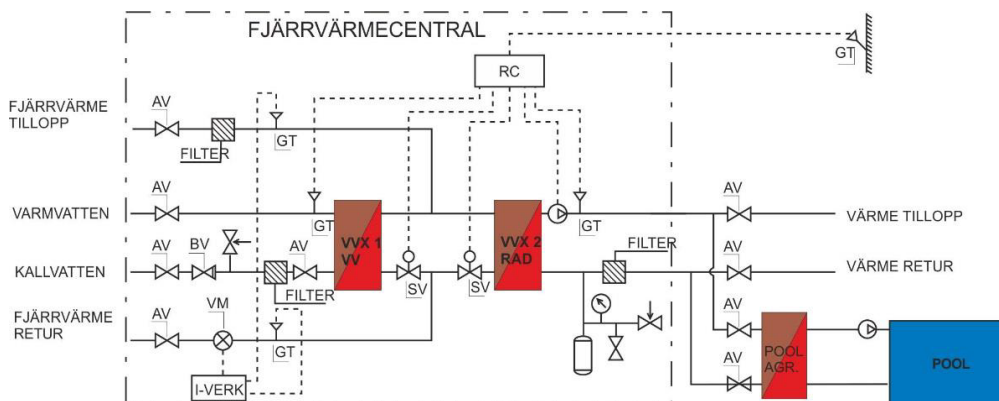 FJÄRRVÄRMECENTRAL
GT
RC
FJÄRRVÄRME
TILLOPP
AV
FILTER
GT
VARMVATTEN
AV
GT
VVX 1
VV
VVX 2
RAD
GT
AV
VÄRME TILLOPP
KALLVATTEN
AV
BV
AV
FILTER
SV
SV
FILTER
AV
VÄRME RETUR
FJÄRRVÄRME
RETUR
AV
VM
GT
I-VERK
AV
AV
POOL
AGR.
POOL